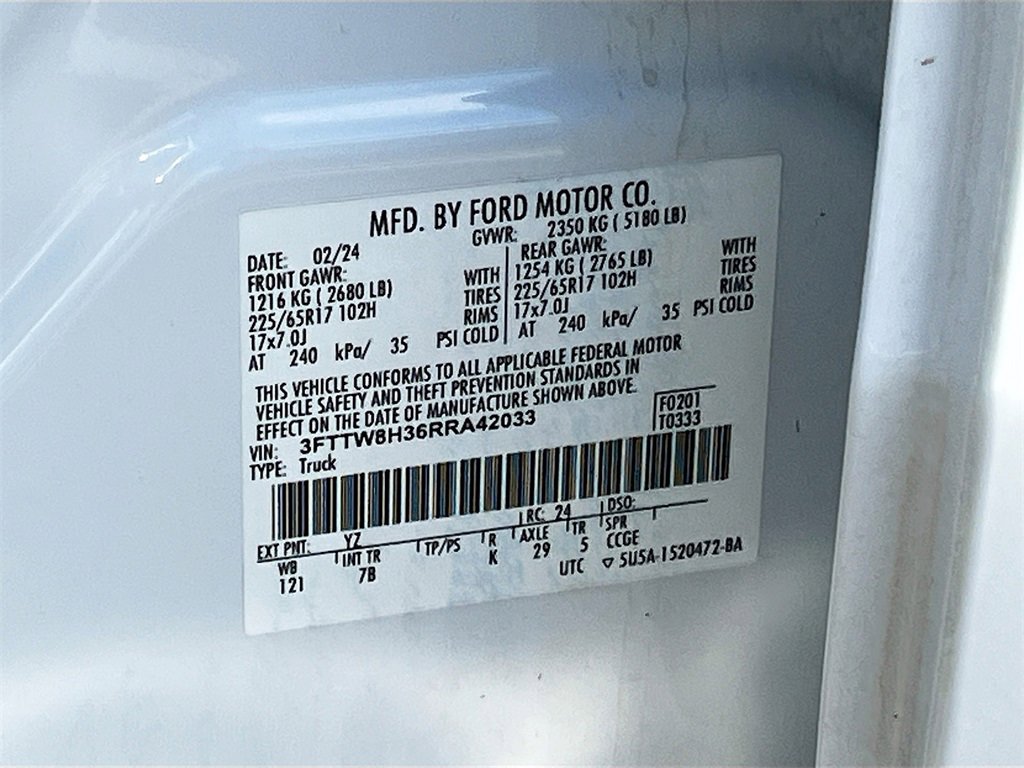 MFD. BY FORD MOTOR CO.
DATE: 02/24 GVWR: 2350 KG ( 5180 LB)
FRONT GAWR: REAR GAWR:
1216 KG ( 2680 LB) WITH 1254 KG ( 2765 LB) WITH
225/65R17 102H TIRES 225/65R17 102H TIRES
17x7.0J RIMS 17x7.0J RIMS
AT 240 kPa/ 35 PSI COLD AT 240 kPa/ 35 PSI COLD
THIS VEHICLE CONFORMS TO ALL APPLICABLE FEDERAL MOTOR
VEHICLE SAFETY AND THEFT PREVENTION STANDARDS IN
EFFECT ON THE DATE OF MANUFACTURE SHOWN ABOVE.
VIN: 3FTTW8H36RRA42033 F0201
TYPE: Truck T0333
EXT PNT: YZ RC: 24 DSO:
WB INT TR TP/PS R AXLE TR SPR
121 7B K 29 5 CCGE
UTC ▽ 5U5A-1520472-BA